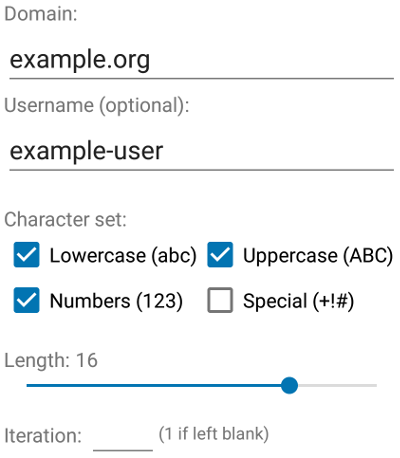 Domain:
example.org
Username (optional):
example-user
Character set:
Lowercase (abc) Uppercase (ABC)
Numbers (123) Special (+!#)
Length: 16
Iteration: (1 if left blank)